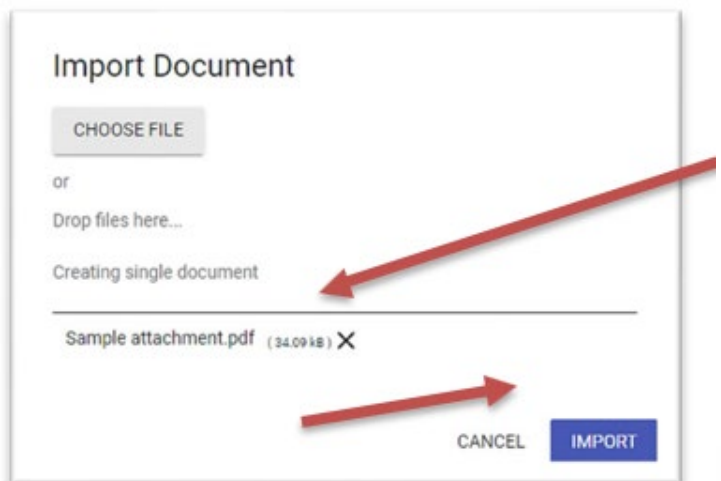 Import Document
CHOOSE FILE
or
Drop files here...
Creating single document
Sample attachment.pdf (34.09 kB) X
CANCEL IMPORT